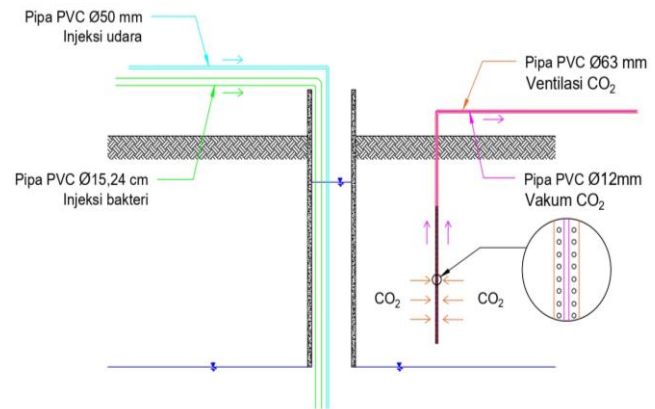 Pipa PVC Ø50 mm
Injeksi udara
Pipa PVC Ø63 mm
Ventilasi CO₂
Pipa PVC Ø15,24 cm
Injeksi bakteri
Pipa PVC Ø12mm
Vakum CO₂
CO₂
CO₂